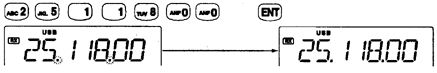 ABC 2 JKL 5 1 1 TUV 8 AMP 0 AMP 0 ENT
USB USB
25.118.00 25.118.00